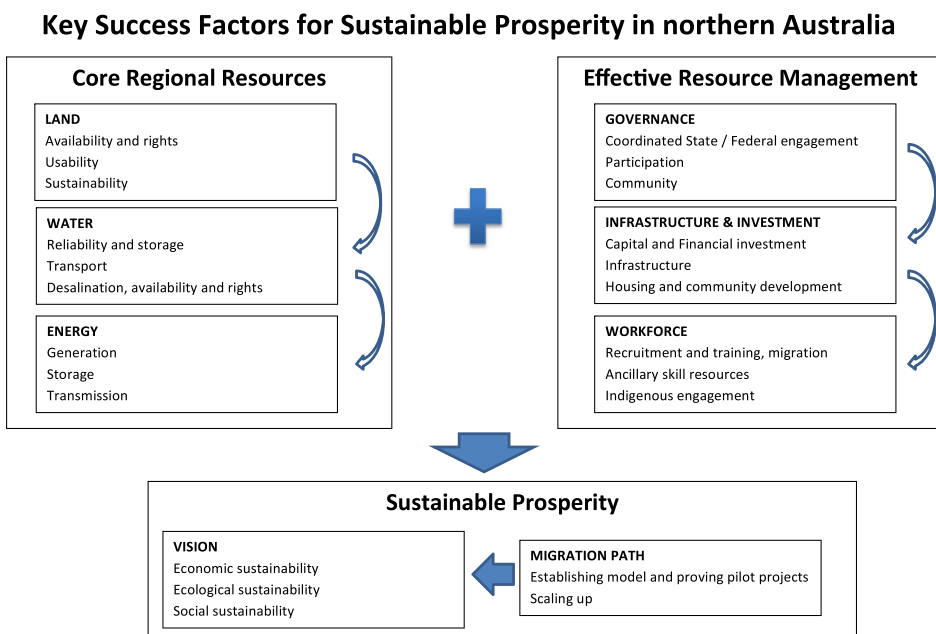 Key Success Factors for Sustainable Prosperity in northern Australia
Core Regional Resources
LAND
Availability and rights
Usability
Sustainability
WATER
Reliability and storage
Transport
Desalination, availability and rights
ENERGY
Generation
Storage
Transmission
Effective Resource Management
GOVERNANCE
Coordinated State / Federal engagement
Participation
Community
INFRASTRUCTURE & INVESTMENT
Capital and Financial investment
Infrastructure
Housing and community development
WORKFORCE
Recruitment and training, migration
Ancillary skill resources
Indigenous engagement
Sustainable Prosperity
VISION
Economic sustainability
Ecological sustainability
Social sustainability
MIGRATION PATH
Establishing model and proving pilot projects
Scaling up